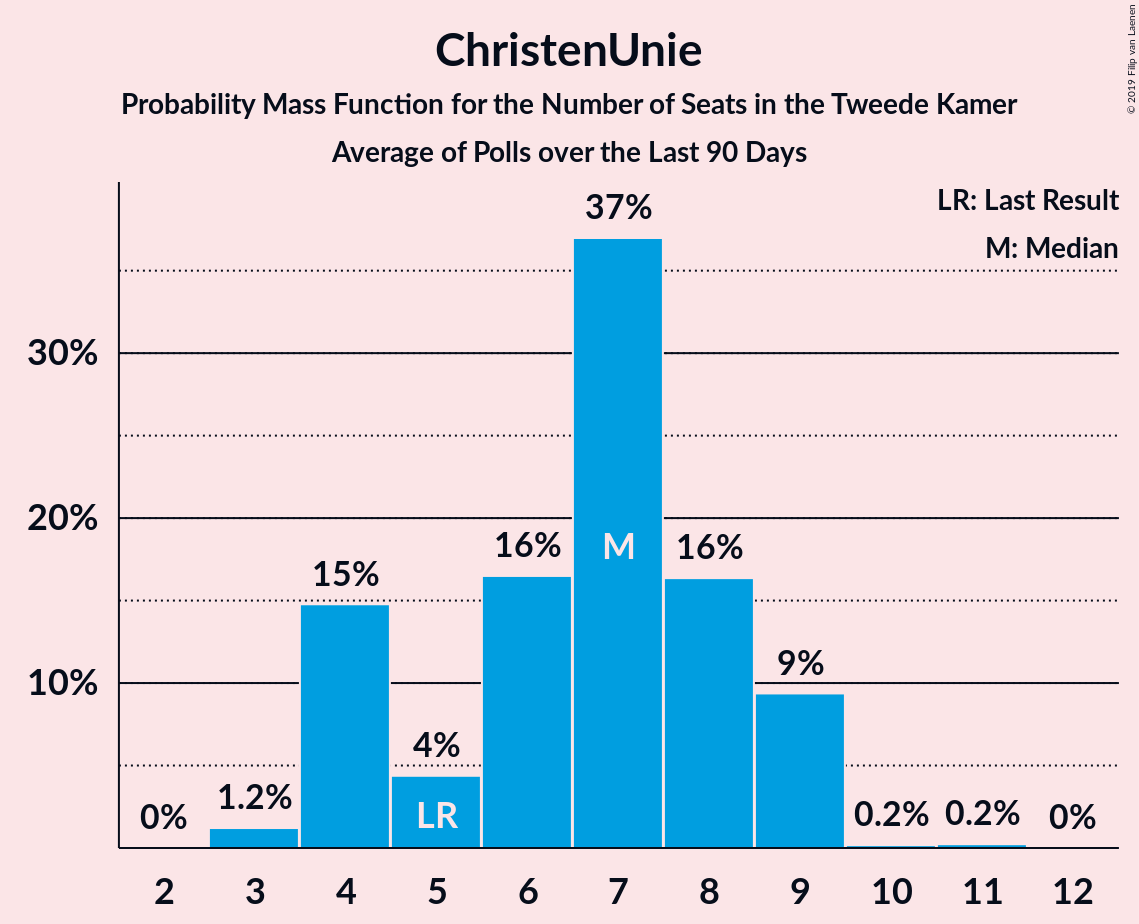 ChristenUnie
Probability Mass Function for the Number of Seats in the Tweede Kamer
Average of Polls over the Last 90 Days
© 2019 Filip van Laenen
LR: Last Result
M: Median
30%
20%
10%
0%
1.2%
15%
4%
16%
37%
16%
9%
0.2%
0.2%
0%
LR
M
2 3 4 5 6 7 8 9 10 11 12